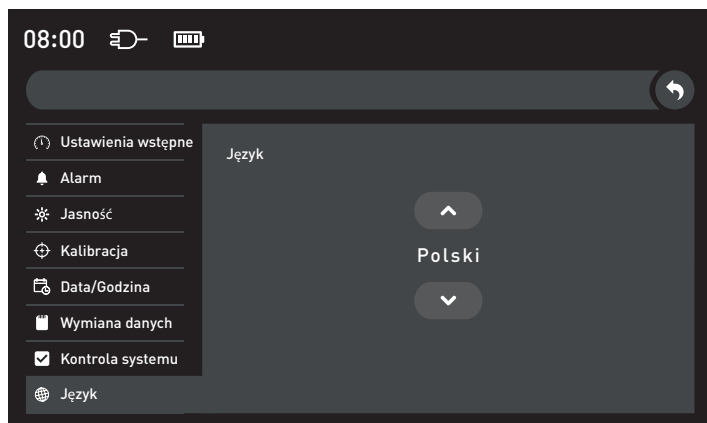 08:00
Ustawienia wstępne
Język
Alarm
Jasność
Kalibracja
Polski
Data/Godzina
Wymiana danych
Kontrola systemu
Język